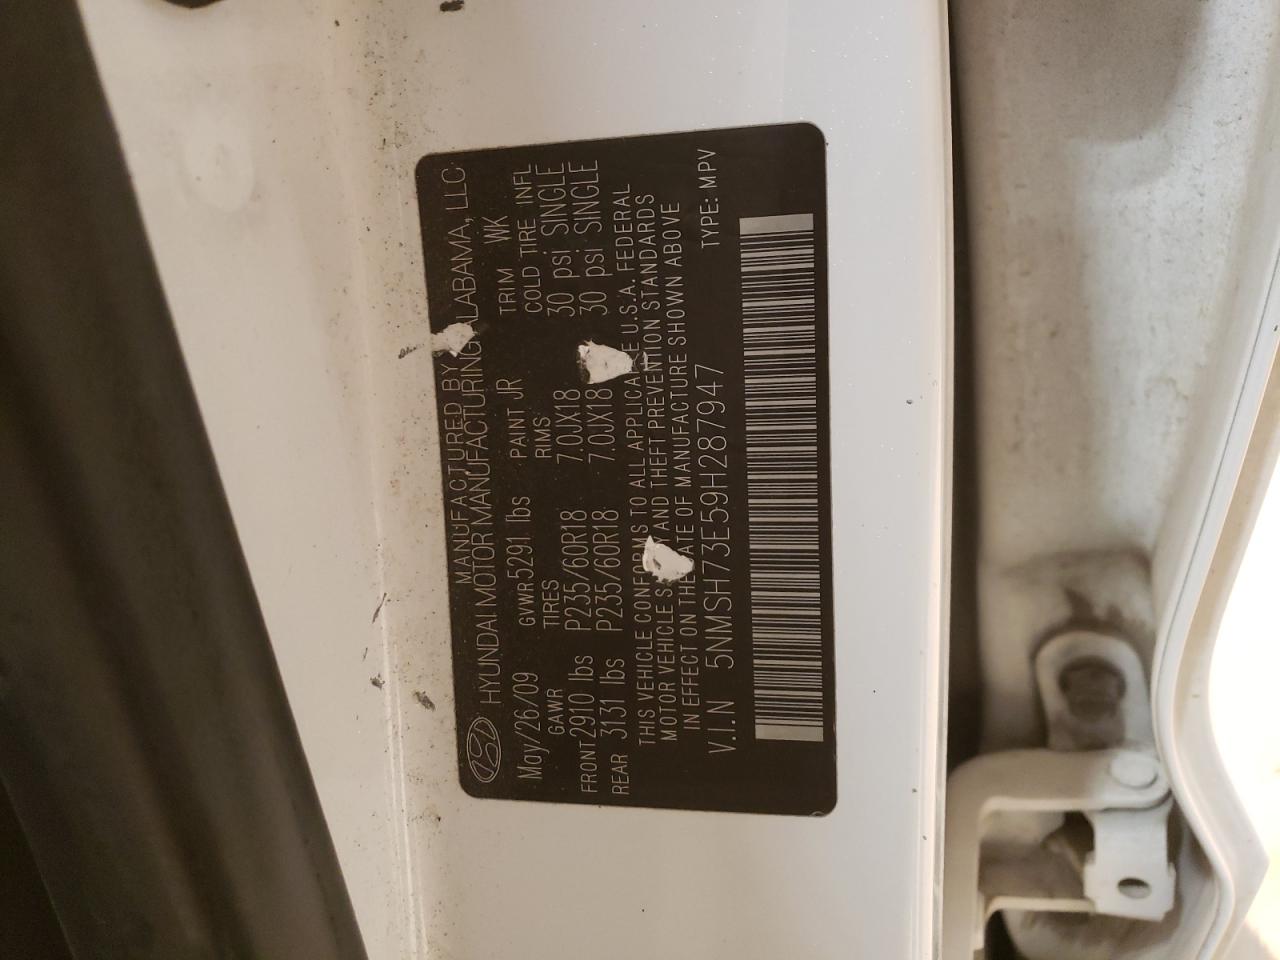 MANUFACTURED BY
HYUNDAI MOTOR MANUFACTURING ALABAMA, LLC
May/26/09 GVWR 5291 lbs PAINT JR TRIM WK
GAWR TIRES RIMS COLD TIRE INFL
FRONT 2910 lbs P235/60R18 7.0JX18 30 psi SINGLE
REAR 3131 lbs P235/60R18 7.0JX18 30 psi SINGLE
THIS VEHICLE CONFORMS TO ALL APPLICABLE U.S.A. FEDERAL
MOTOR VEHICLE SAFETY AND THEFT PREVENTION STANDARDS
IN EFFECT ON THE DATE OF MANUFACTURE SHOWN ABOVE
V.I.N 5NMSH73E59H287947 TYPE: MPV